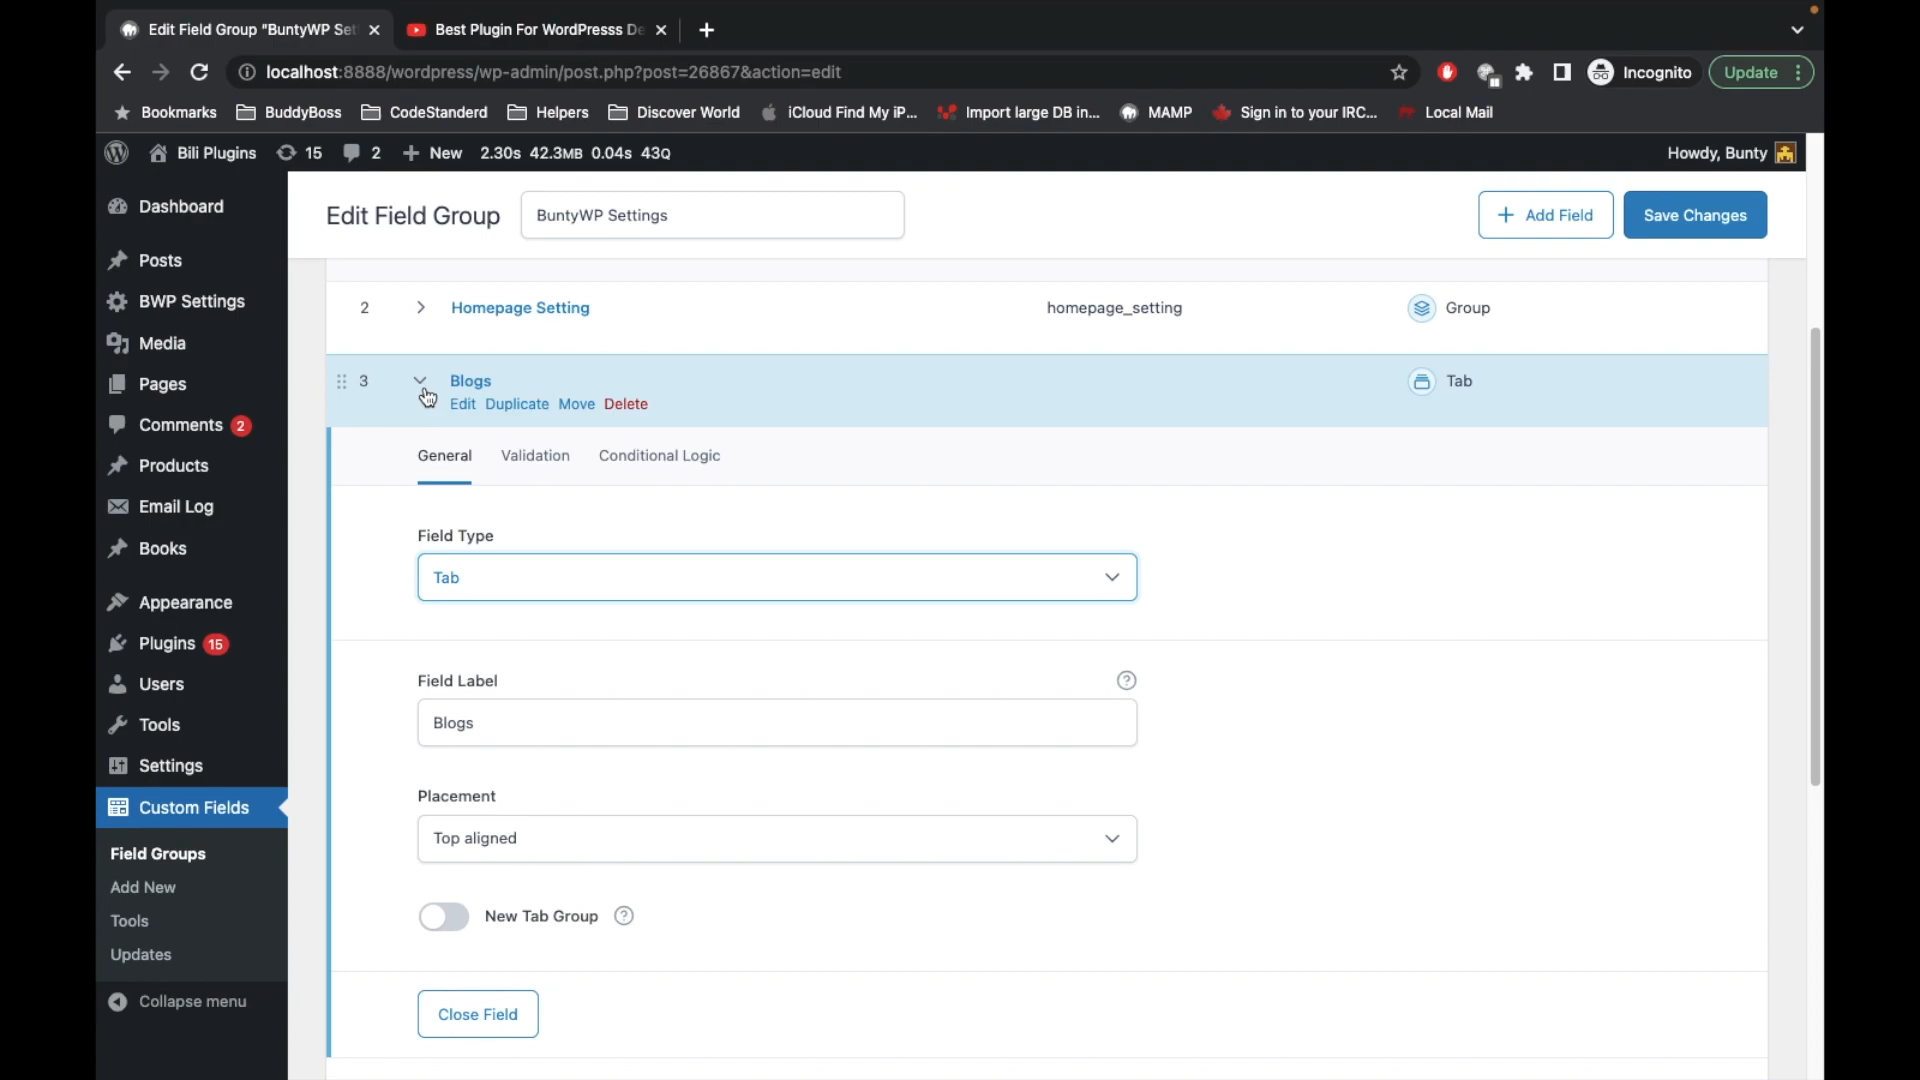 Edit Field Group "BuntyWP Set
Best Plugin For WordPresss De
localhost:8888/wordpress/wp-admin/post.php?post=26867&action=edit
Incognito
Update
Bookmarks
BuddyBoss
CodeStanderd
Helpers
Discover World
iCloud Find My iP...
Import large DB in...
MAMP
Sign in to your IRC...
Local Mail
Bili Plugins
15
2
New
2.30s 42.3MB 0.04s 43Q
Howdy, Bunty
Dashboard
Posts
BWP Settings
Media
Pages
Comments 2
Products
Email Log
Books
Appearance
Plugins 15
Users
Tools
Settings
Custom Fields
Field Groups
Add New
Tools
Updates
Collapse menu
Edit Field Group
BuntyWP Settings
+ Add Field
Save Changes
2
Homepage Setting
homepage_setting
Group
3
Blogs
Tab
Edit Duplicate Move Delete
General
Validation
Conditional Logic
Field Type
Tab
Field Label
?
Blogs
Placement
Top aligned
New Tab Group ?
Close Field